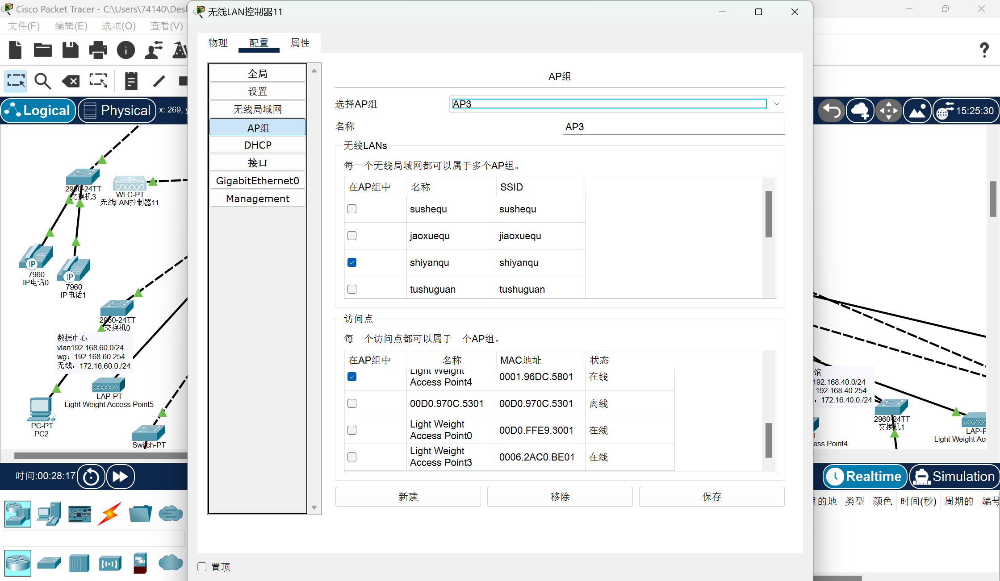 Cisco Packet Tracer - C:\Users\74140\Desk
文件(F) 编辑(E) 选项(O) 查看(V)
Logical
Physical
x: 269, y
2960-24TT
交换机3
WLC-PT
无线LAN控制器11
IP
7960
IP电话0
IP
7960
IP电话1
2960-24TT
交换机0
数据中心
vlan192.168.60.0/24
wg：192.168.60.254
无线：172.16.60.0./24
LAP-PT
Light Weight Access Point5
PC-PT
PC2
Switch-PT
时间:00:28:17
无线LAN控制器11
物理 配置 属性
全局
设置
无线局域网
AP组
DHCP
接口
GigabitEthernet0
Management
AP组
选择AP组 AP3
名称 AP3
无线LANs
每一个无线局域网都可以属于多个AP组。
在AP组中 名称 SSID
sushequ sushequ
jaoxuequ jiaoxuequ
shiyanqu shiyanqu
tushuguan tushuguan
访问点
每一个访问点都可以属于一个AP组。
在AP组中 名称 MAC地址 状态
Light Weight
Access Point4 0001.96DC.5801 在线
00D0.970C.5301 00D0.970C.5301 离线
Light Weight
Access Point0 00D0.FFE9.3001 在线
Light Weight
Access Point3 0006.2AC0.BE01 在线
新建 移除 保存
置顶
?
15:25:30
馆
192.168.40.0/24
192.168.40.254
：172.16.40.0./24
2960-24TT
交换机1
T
ess Point4
LAP-P
Light Weight Acc
Realtime
Simulation
目的地 类型 颜色 时间(秒) 周期的 编号